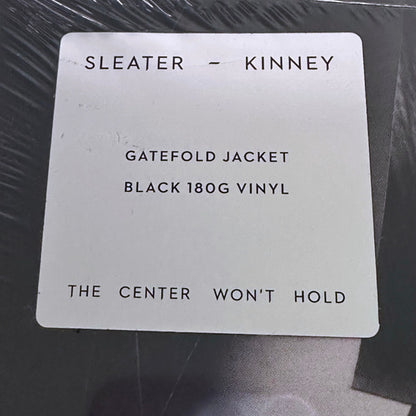 SLEATER – KINNEY
GATEFOLD JACKET
BLACK 180G VINYL
THE CENTER WON'T HOLD